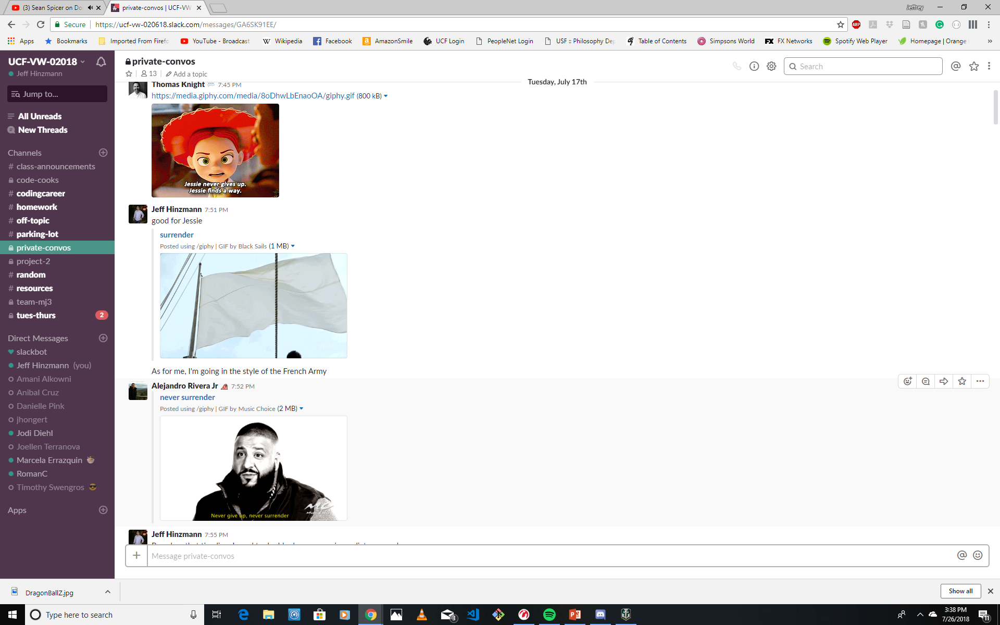 (3) Sean Spicer on Do
private-convos | UCF-VW
Jeffrey
Secure
https://ucf-vw-020618.slack.com/messages/GA6SK91EE/
ABP
Apps
Bookmarks
Imported From Firefo
YouTube - Broadcast
Wikipedia
Facebook
AmazonSmile
UCF Login
PeopleNet Login
USF :: Philosophy De
Table of Contents
Simpsons World
FX Networks
Spotify Web Player
Homepage | Orange
UCF-VW-02018
Jeff Hinzmann
Jump to...
All Unreads
New Threads
Channels
# class-announcements
code-cooks
# codingcareer
# homework
# off-topic
# parking-lot
private-convos
project-2
# random
# resources
team-mj3
tues-thurs 2
Direct Messages
slackbot
Jeff Hinzmann (you)
Amani Alkowni
Anibal Cruz
Danielle Pink
jhongert
Jodi Diehl
Joellen Terranova
Marcela Errazquin
RomanC
Timothy Swengros
Apps
private-convos
13
Add a topic
Search
Tuesday, July 17th
Thomas Knight 7:45 PM
https://media.giphy.com/media/8oDhwLbEnaoOA/giphy.gif (800 kB)
Jessie never gives up.
Jessie finds a way.
Jeff Hinzmann 7:51 PM
good for Jessie
surrender
Posted using /giphy | GIF by Black Sails (1 MB)
As for me, I'm going in the style of the French Army
Alejandro Rivera Jr 7:52 PM
never surrender
Posted using /giphy | GIF by Music Choice (2 MB)
Never give up, never surrender
Jeff Hinzmann 7:55 PM
Message private-convos
DragonBallZ.jpg
Show all
Type here to search
3
3:38 PM
7/26/2018
11